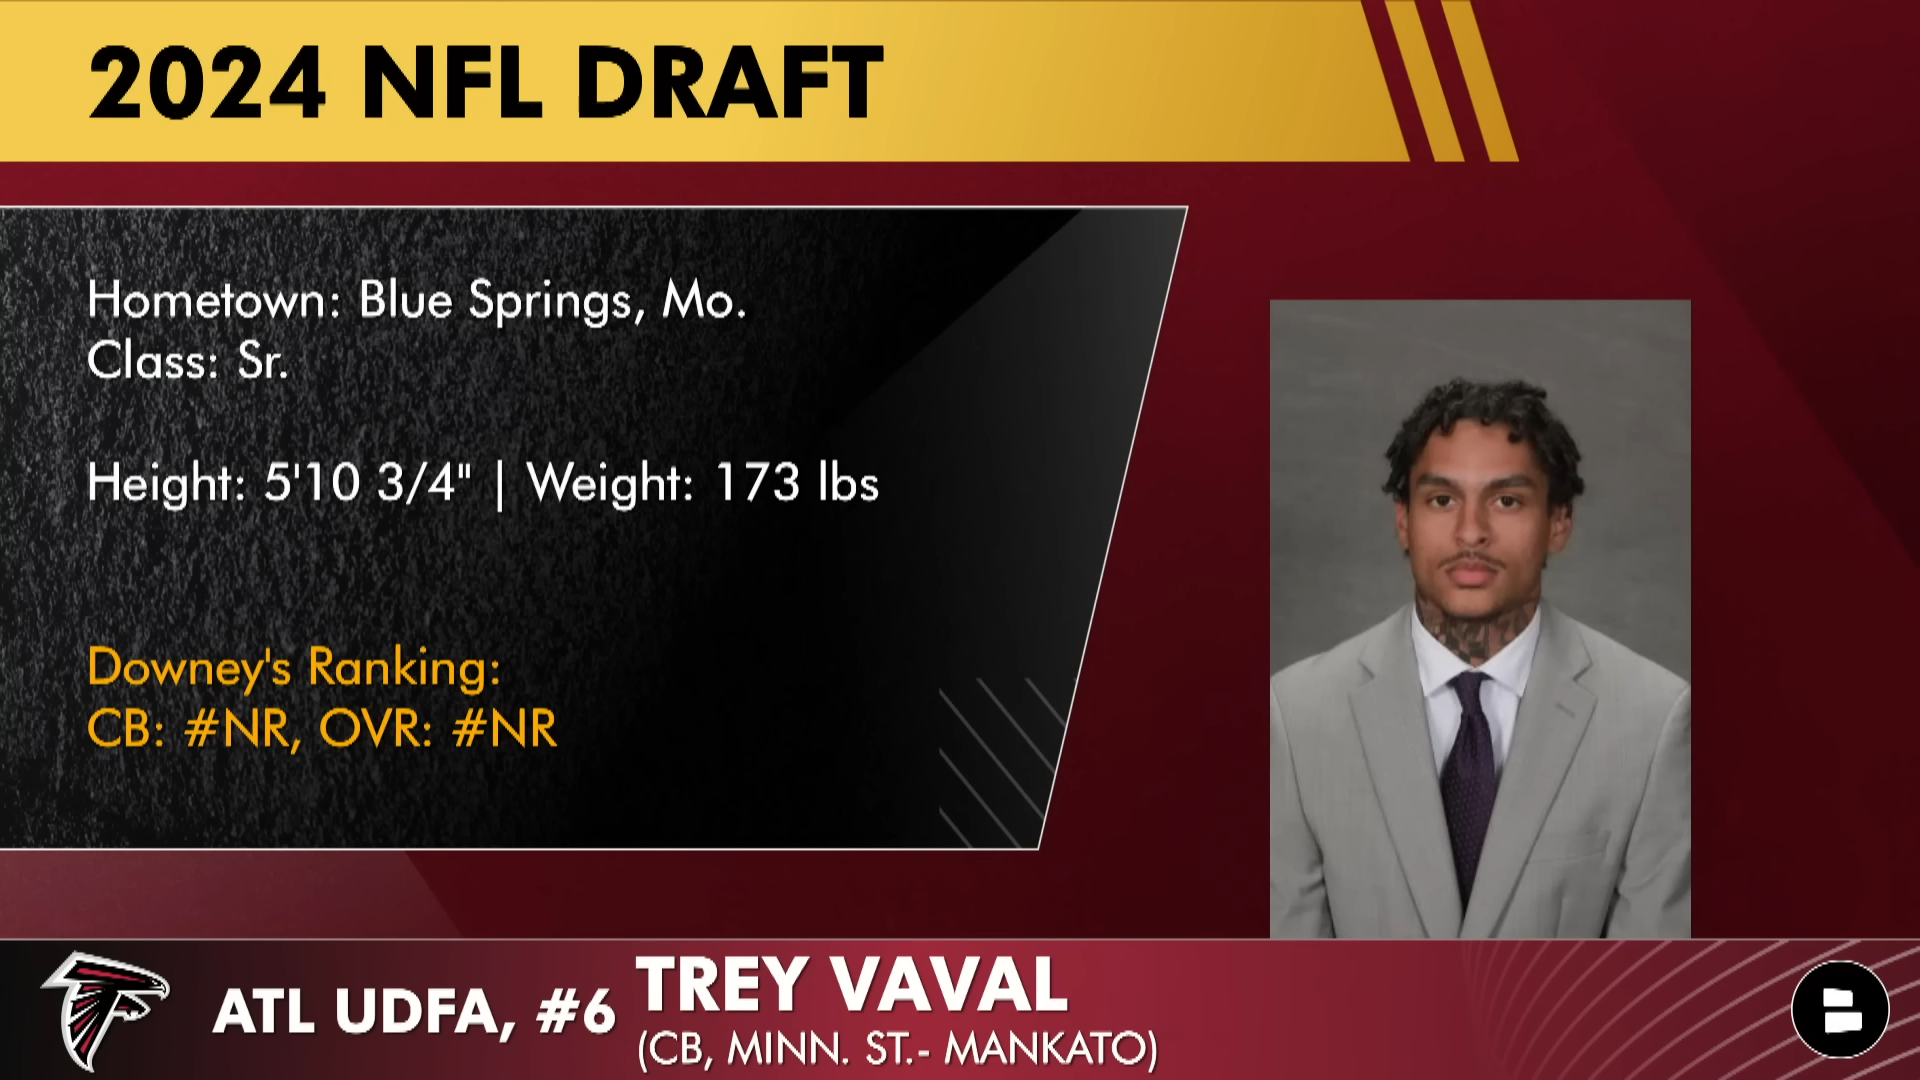 2024 NFL DRAFT
Hometown: Blue Springs, Mo.
Class: Sr.
Height: 5'10 3/4" | Weight: 173 lbs
Downey's Ranking:
CB: #NR, OVR: #NR
ATL UDFA, #6
TREY VAVAL
(CB, MINN. ST.- MANKATO)